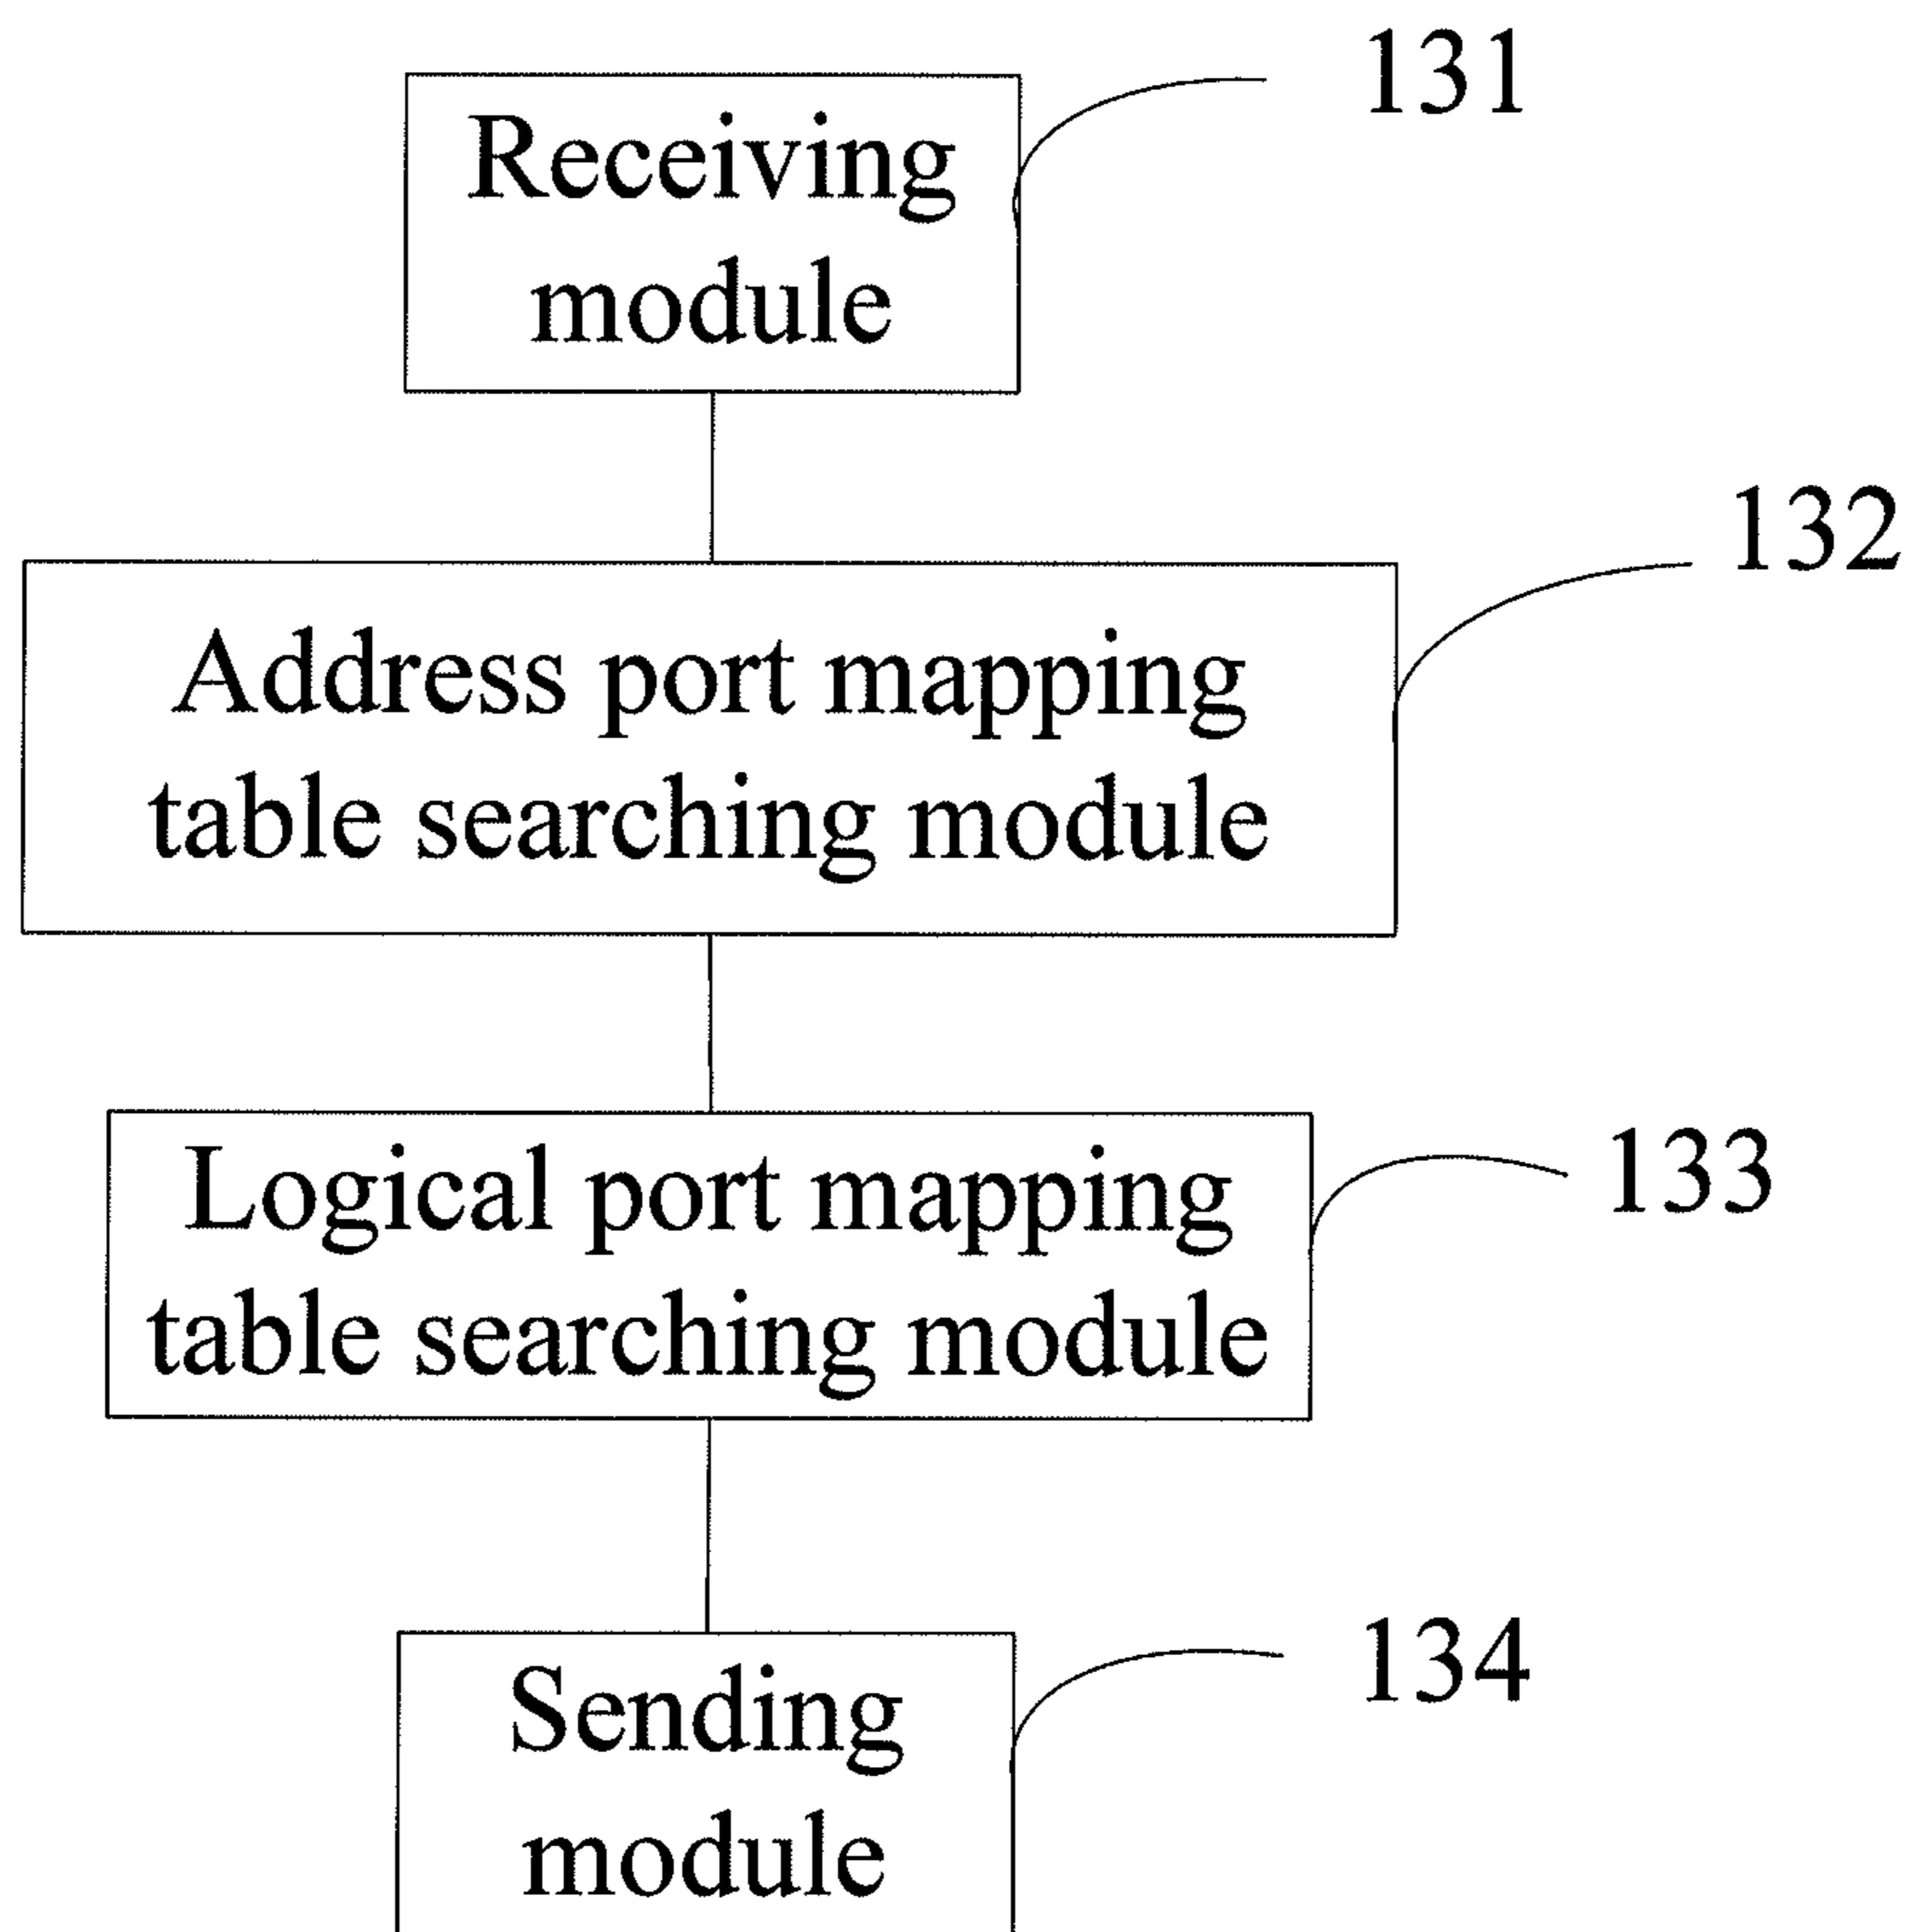 131
Receiving
module
132
Address port mapping
table searching module
133
Logical port mapping
table searching module
134
Sending
module